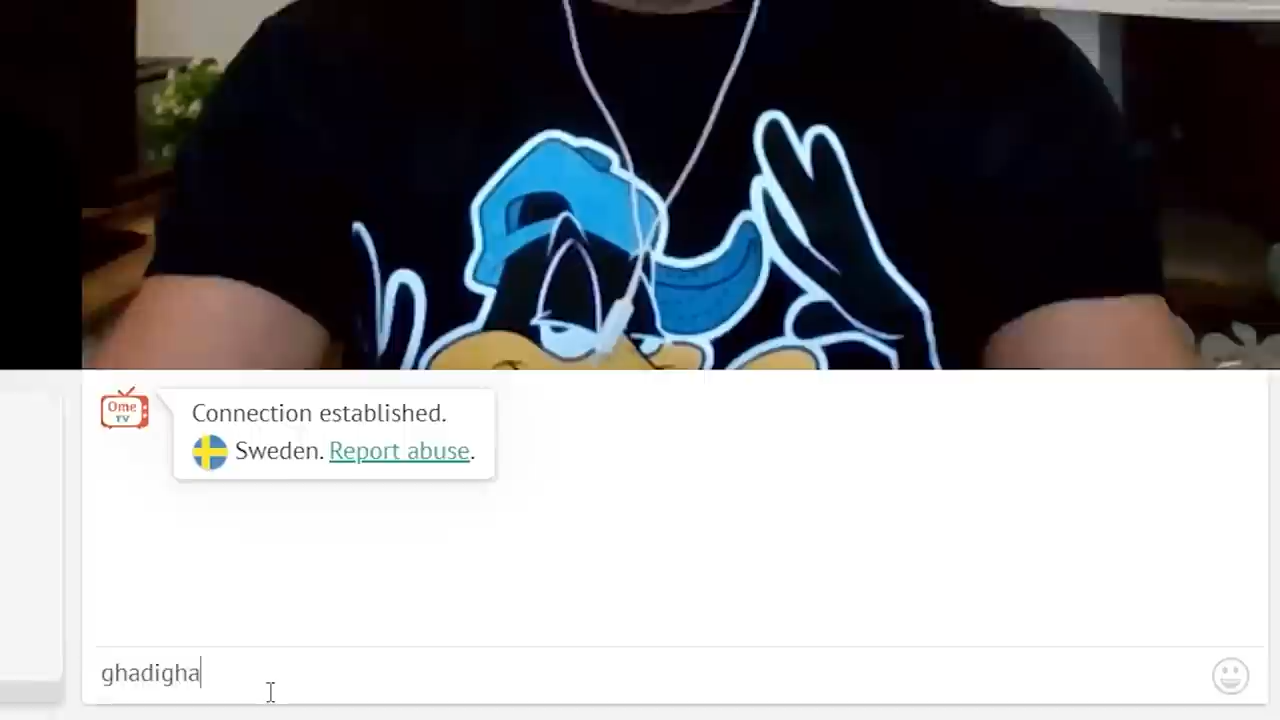 Ome
TV
Connection established.
Sweden. Report abuse.
ghadigha